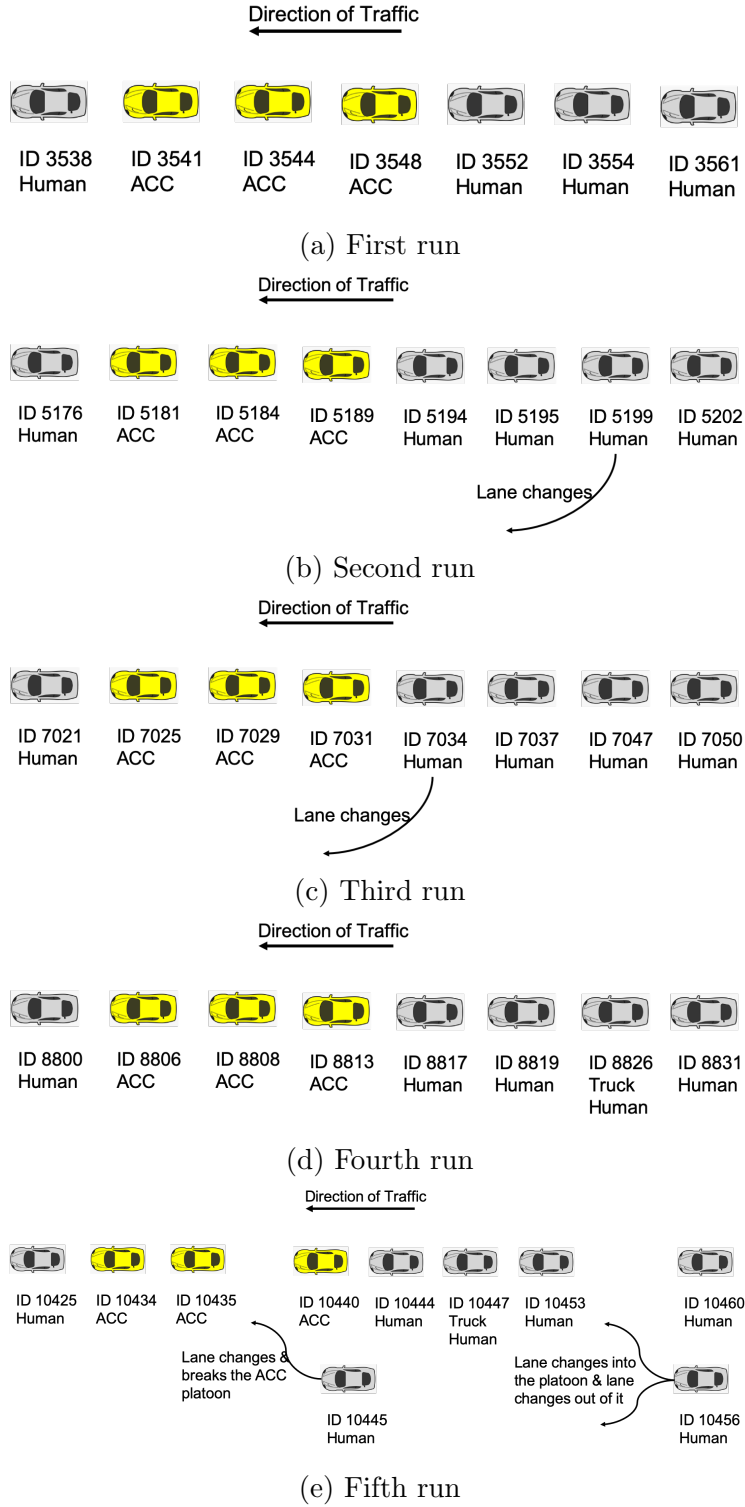 Direction of Traffic
ID 3538
Human
ID 3541
ACC
ID 3544
ACC
ID 3548
ACC
ID 3552
Human
ID 3554
Human
ID 3561
Human
(a) First run
Direction of Traffic
ID 5176
Human
ID 5181
ACC
ID 5184
ACC
ID 5189
ACC
ID 5194
Human
ID 5195
Human
ID 5199
Human
ID 5202
Human
Lane changes
(b) Second run
Direction of Traffic
ID 7021
Human
ID 7025
ACC
ID 7029
ACC
ID 7031
ACC
ID 7034
Human
ID 7037
Human
ID 7047
Human
ID 7050
Human
Lane changes
(c) Third run
Direction of Traffic
ID 8800
Human
ID 8806
ACC
ID 8808
ACC
ID 8813
ACC
ID 8817
Human
ID 8819
Human
ID 8826
Truck
Human
ID 8831
Human
(d) Fourth run
Direction of Traffic
ID 10425
Human
ID 10434
ACC
ID 10435
ACC
ID 10440
ACC
ID 10444
Human
ID 10447
Truck
Human
ID 10453
Human
ID 10460
Human
Lane changes &
breaks the ACC
platoon
ID 10445
Human
Lane changes into
the platoon & lane
changes out of it
ID 10456
Human
(e) Fifth run